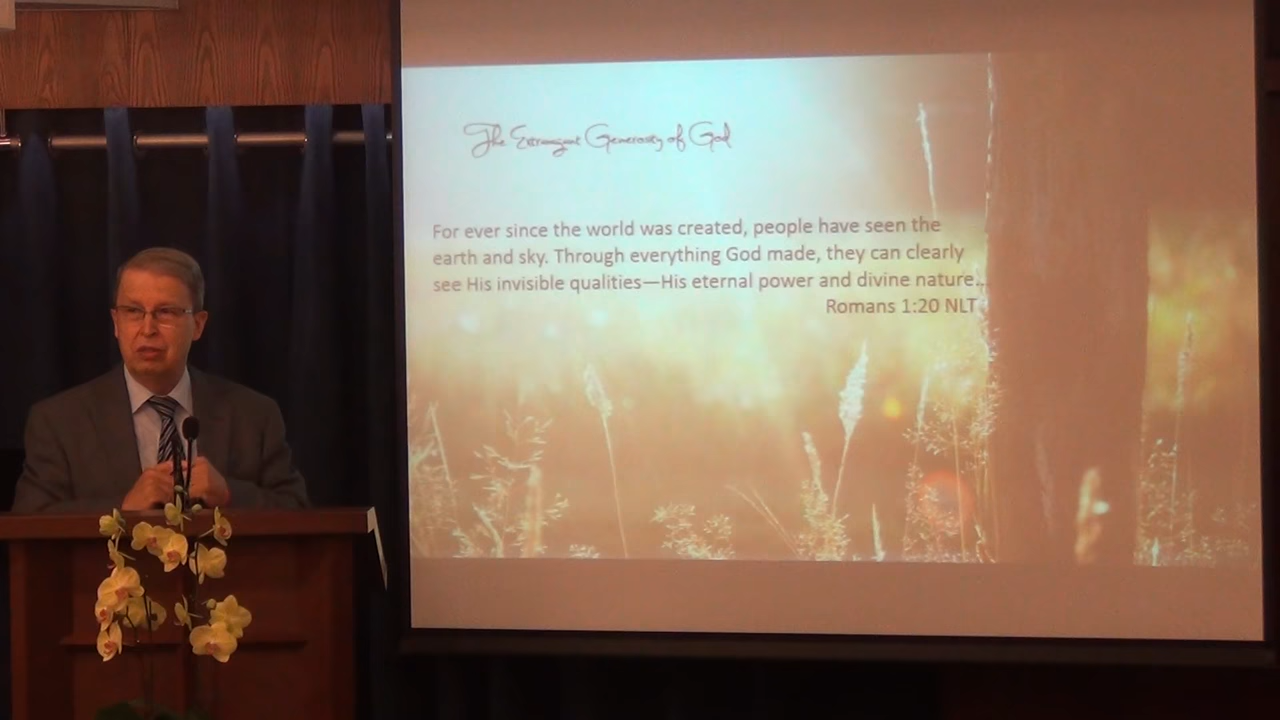 The Extravagant Generosity of God
For ever since the world was created, people have seen the
earth and sky. Through everything God made, they can clearly
see His invisible qualities—His eternal power and divine nature..
Romans 1:20 NLT